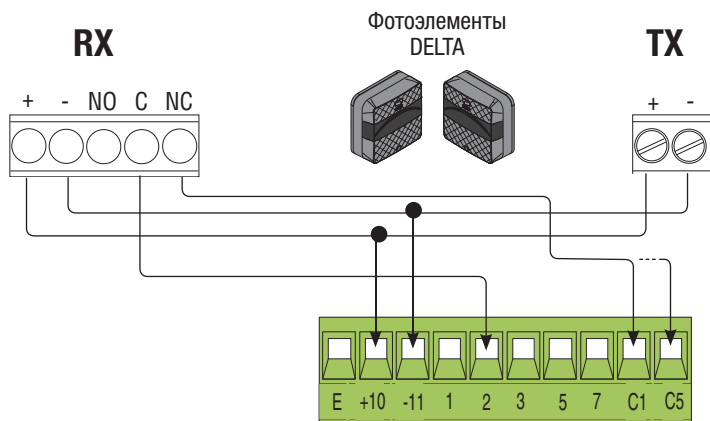 Фотоэлементы
DELTA
RX
TX
+ - NO C NC
+ -
E +10 -11 1 2 3 5 7 C1 C5